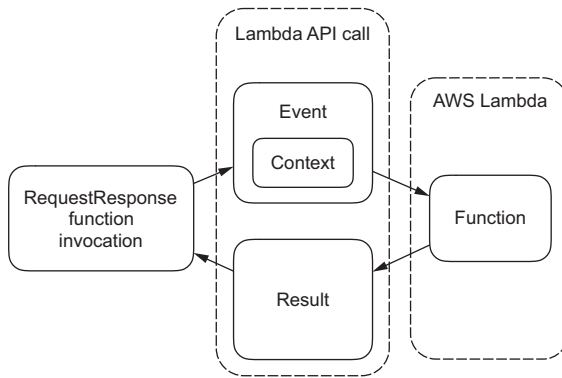 Lambda API call
Event
Context
AWS Lambda
RequestResponse
function
invocation
Function
Result